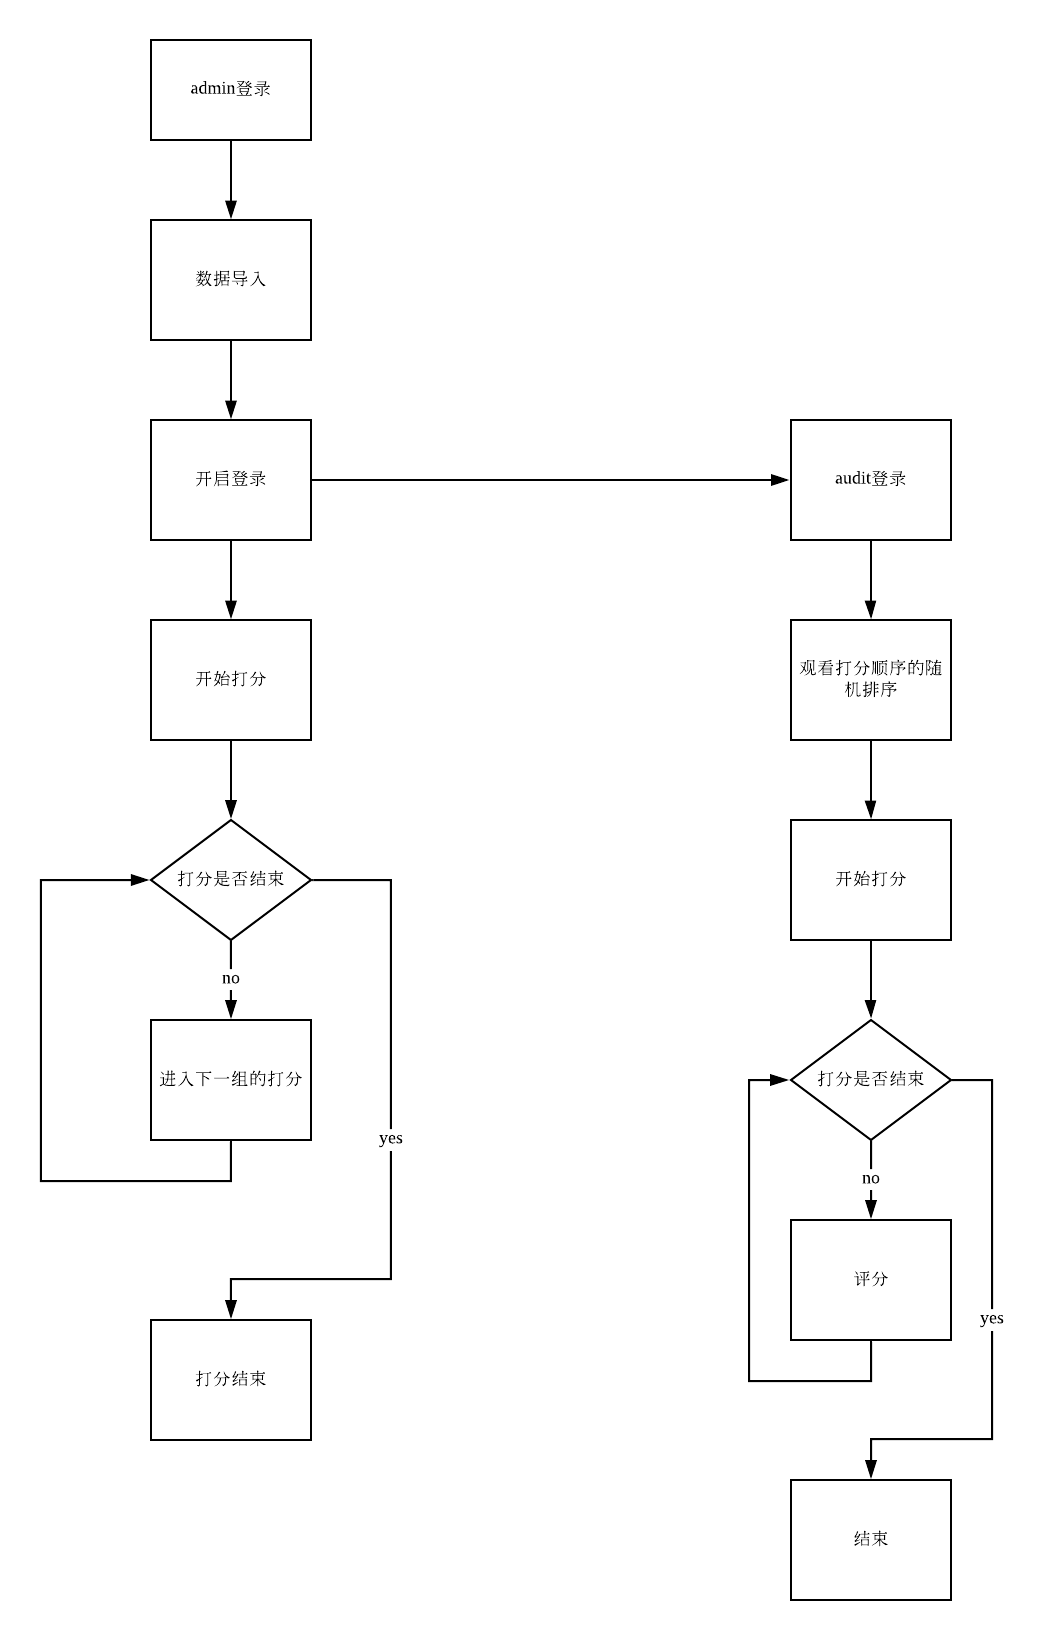 admin登录
数据导入
开启登录
audit登录
开始打分
观看打分顺序的随
机排序
打分是否结束
开始打分
no
进入下一组的打分
打分是否结束
yes
no
评分
yes
打分结束
结束